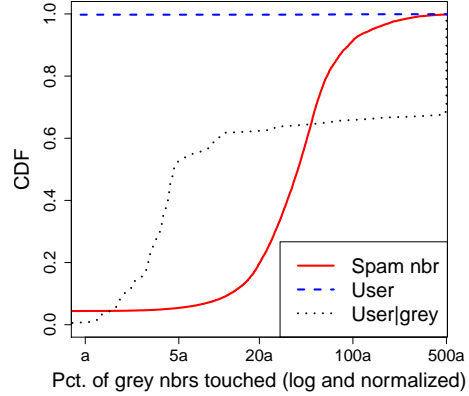 1.0
0.8
0.6
0.4
0.2
0.0
CDF
Spam nbr
User
User|grey
a 5a 20a 100a 500a
Pct. of grey nbrs touched (log and normalized)